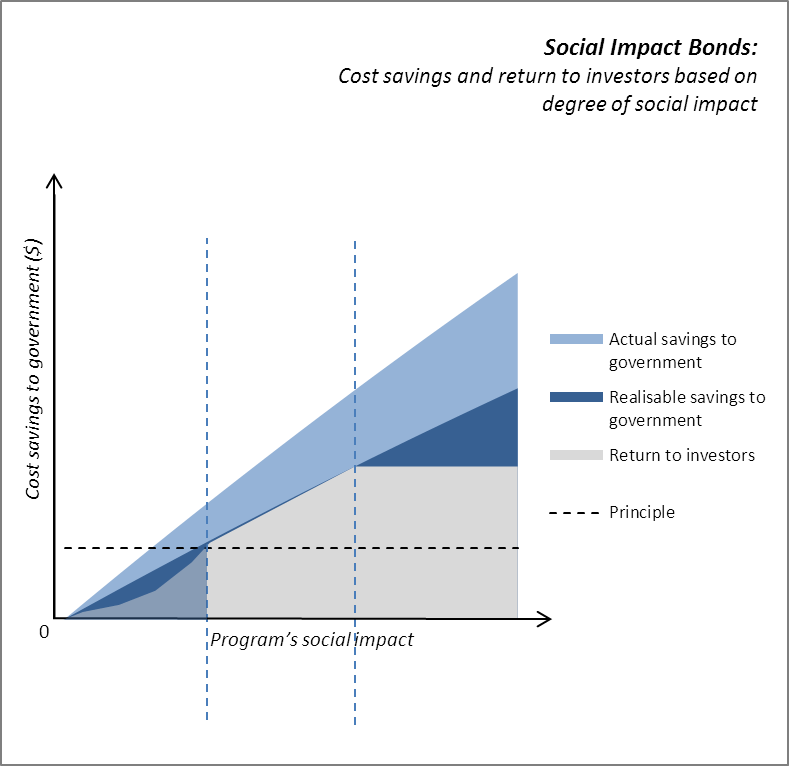 Social Impact Bonds:
Cost savings and return to investors based on
degree of social impact
Cost savings to government ($)
Actual savings to
government
Realisable savings to
government
Return to investors
Principle
0
Program's social impact